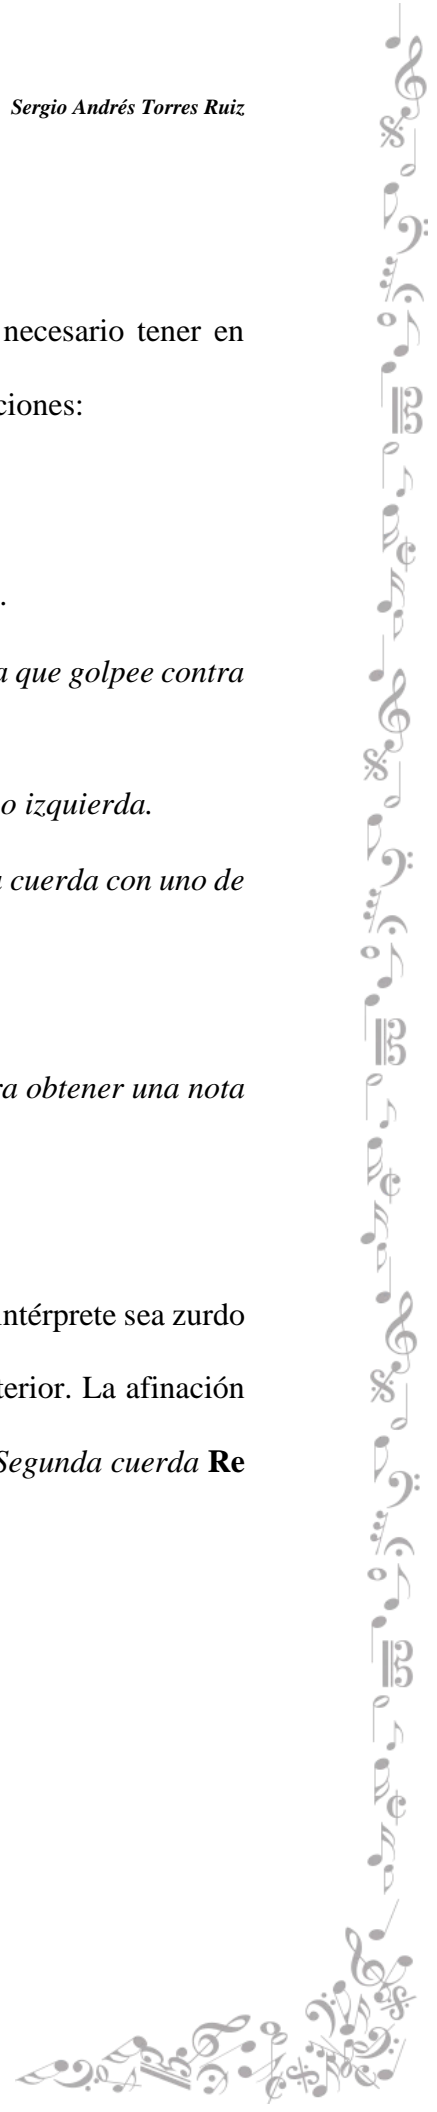 Sergio Andrés Torres Ruiz
necesario tener en
ciones:
.
a que golpee contra
o izquierda.
a cuerda con uno de
ra obtener una nota
intérprete sea zurdo
terior. La afinación
Segunda cuerda Re